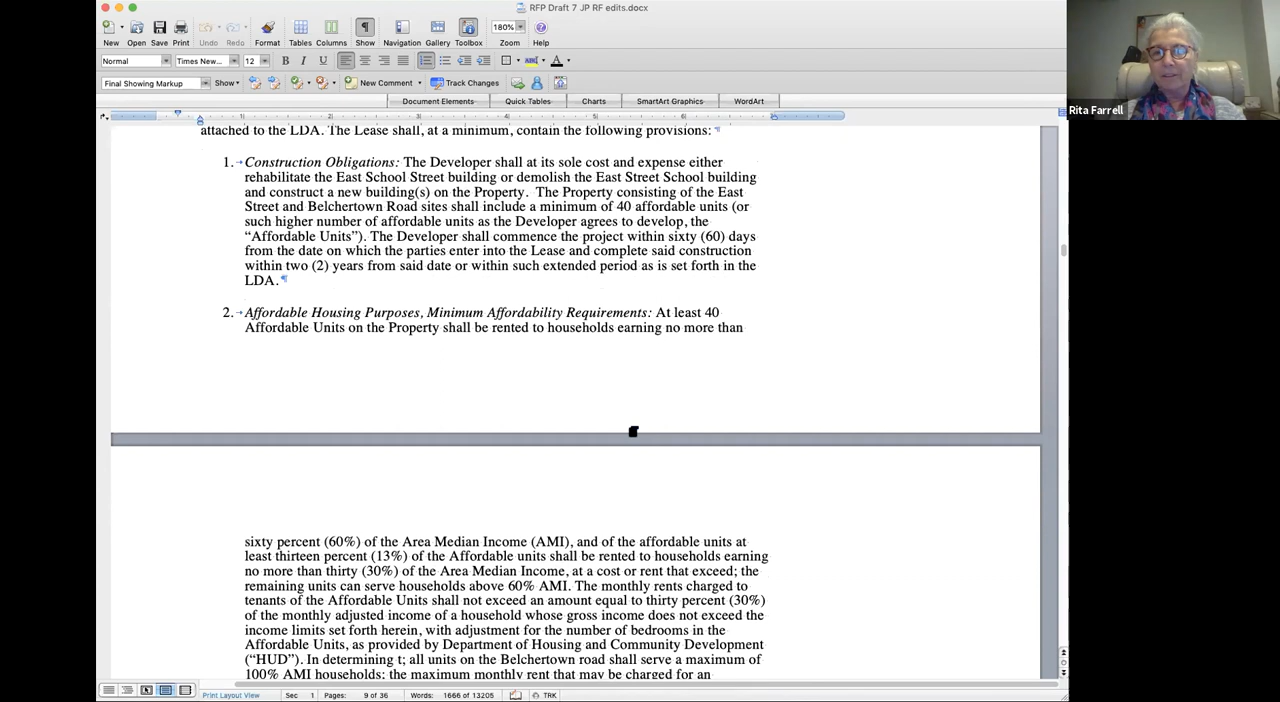 RFP Draft 7 JP RF edits.docx
180%
New Open Save Print Undo Redo Format Tables Columns Show Navigation Gallery Toolbox Zoom Help
Normal Times New... 12 B I U ABC A
Final Showing Markup Show New Comment Track Changes
Document Elements Quick Tables Charts SmartArt Graphics WordArt
attached to the LDA. The Lease shall, at a minimum, contain the following provisions:
1. Construction Obligations: The Developer shall at its sole cost and expense either
rehabilitate the East School Street building or demolish the East Street School building
and construct a new building(s) on the Property. The Property consisting of the East
Street and Belchertown Road sites shall include a minimum of 40 affordable units (or
such higher number of affordable units as the Developer agrees to develop, the
“Affordable Units”). The Developer shall commence the project within sixty (60) days
from the date on which the parties enter into the Lease and complete said construction
within two (2) years from said date or within such extended period as is set forth in the
LDA.
2. Affordable Housing Purposes, Minimum Affordability Requirements: At least 40
Affordable Units on the Property shall be rented to households earning no more than
sixty percent (60%) of the Area Median Income (AMI), and of the affordable units at
least thirteen percent (13%) of the Affordable units shall be rented to households earning
no more than thirty (30%) of the Area Median Income, at a cost or rent that exceed; the
remaining units can serve households above 60% AMI. The monthly rents charged to
tenants of the Affordable Units shall not exceed an amount equal to thirty percent (30%)
of the monthly adjusted income of a household whose gross income does not exceed the
income limits set forth herein, with adjustment for the number of bedrooms in the
Affordable Units, as provided by Department of Housing and Community Development
(“HUD”). In determining t; all units on the Belchertown road shall serve a maximum of
100% AMI households; the maximum monthly rent that may be charged for an
Print Layout View Sec 1 Pages: 9 of 36 Words: 1666 of 13205 TRK
Rita Farrell